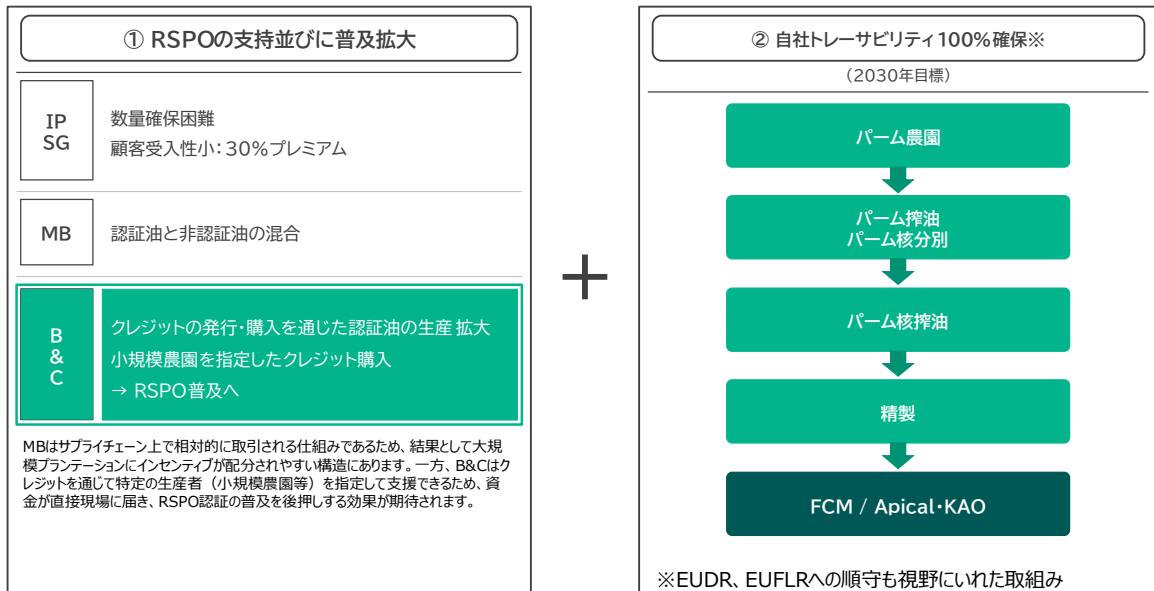 ① RSPOの支持並びに普及拡大
IP
SG
数量確保困難
顧客受入性小：30%プレミアム
MB
認証油と非認証油の混合
B
&
C
クレジットの発行・購入を通じた認証油の生産 拡大
小規模農園を指定したクレジット購入
→ RSPO普及へ
MBはサプライチェーン上で相対的に取引される仕組みであるため、結果として大規
模プランテーションにインセンティブが配分されやすい構造にあります。一方、B&Cはク
レジットを通じて特定の生産者（小規模農園等）を指定して支援できるため、資
金が直接現場に届き、RSPO認証の普及を後押しする効果が期待されます。
+
② 自社トレーサビリティ100%確保※
（2030年目標）
パーム農園
パーム搾油
パーム核分別
パーム核搾油
精製
FCM / Apical・KAO
※EUDR、EUFLRへの順守も視野にいれた取組み